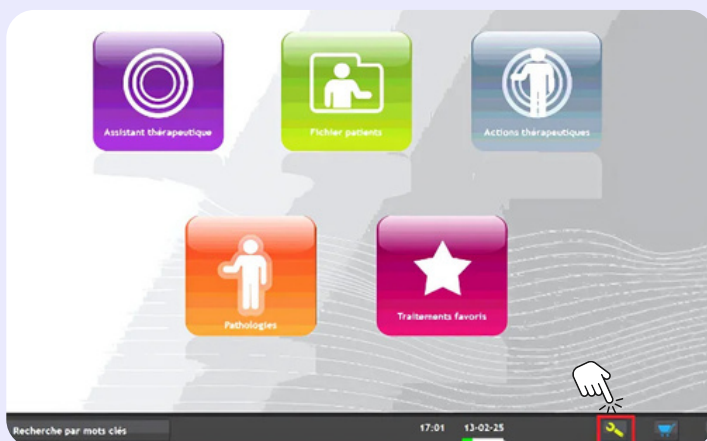 Assistant thérapeutique
Fichier patients
Actions thérapeutiques
Pathologies
Traitements favoris
Recherche par mots clés
17:01 13-02-25